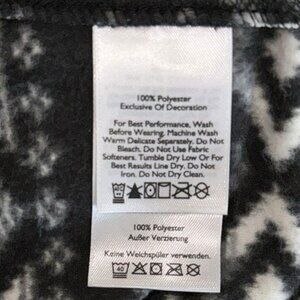 100% Polyester
Exclusive Of Decoration
For Best Performance, Wash
Before Wearing. Machine Wash
Warm Delicate Separately. Do Not
Bleach. Do Not Use Fabric
Softeners. Tumble Dry Low Or For
Best Results Line Dry. Do Not
Iron. Do Not Dry Clean.
100% Polyester
Außer Verzierung
Keine Weichspüler verwenden.
40